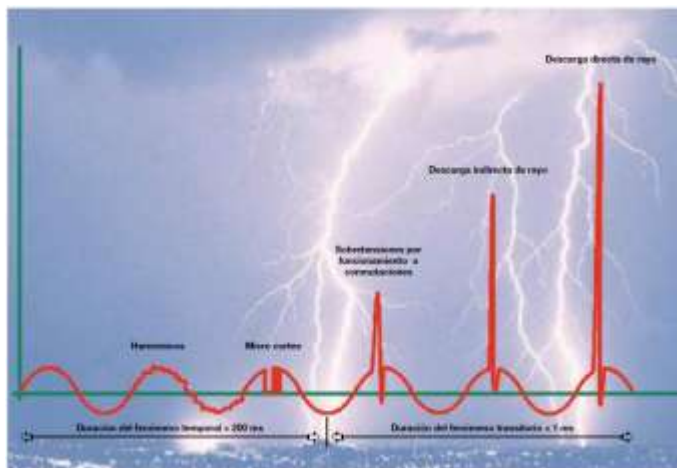 Descarga directa de rayo
Descarga indirecta de rayo
Sobretensiones por
funcionamiento o
conmutaciones
Harmonicos
Micro cortes
Duración del fenómeno temporal > 200 ms
Duración del fenómeno transitorio < 1 ms